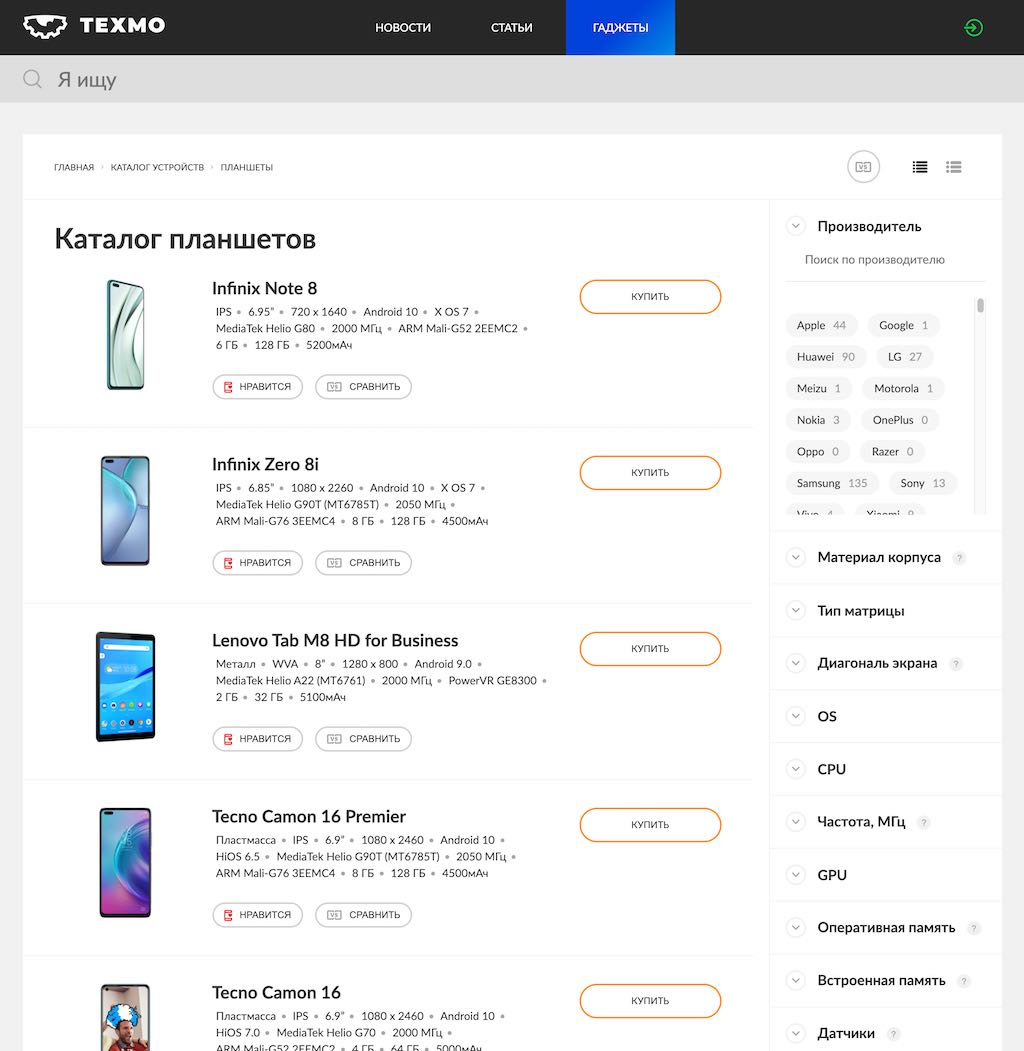 ТЕХМО
НОВОСТИ
СТАТЬИ
ГАДЖЕТЫ
Я ищу
ГЛАВНАЯ › КАТАЛОГ УСТРОЙСТВ › ПЛАНШЕТЫ
VS
Каталог планшетов
Infinix Note 8
IPS • 6.95" • 720 x 1640 • Android 10 • X OS 7 •
MediaTek Helio G80 • 2000 МГц • ARM Mali-G52 2EEMC2 •
6 ГБ • 128 ГБ • 5200мАч
НРАВИТСЯ
VS СРАВНИТЬ
КУПИТЬ
Infinix Zero 8i
IPS • 6.85" • 1080 x 2260 • Android 10 • X OS 7 •
MediaTek Helio G90T (MT6785T) • 2050 МГц •
ARM Mali-G76 3EEMC4 • 8 ГБ • 128 ГБ • 4500мАч
НРАВИТСЯ
VS СРАВНИТЬ
КУПИТЬ
Lenovo Tab M8 HD for Business
Металл • WVA • 8" • 1280 x 800 • Android 9.0 •
MediaTek Helio A22 (MT6761) • 2000 МГц • PowerVR GE8300 •
2 ГБ • 32 ГБ • 5100мАч
НРАВИТСЯ
VS СРАВНИТЬ
КУПИТЬ
Tecno Camon 16 Premier
Пластмасса • IPS • 6.9" • 1080 x 2460 • Android 10 •
HiOS 6.5 • MediaTek Helio G90T (MT6785T) • 2050 МГц •
ARM Mali-G76 3EEMC4 • 8 ГБ • 128 ГБ • 4500мАч
НРАВИТСЯ
VS СРАВНИТЬ
КУПИТЬ
Tecno Camon 16
Пластмасса • IPS • 6.9" • 1080 x 2460 • Android 10 •
HiOS 7.0 • MediaTek Helio G70 • 2000 МГц •
ARM Mali-G52 2EEMC2 • 4 ГБ • 64 ГБ • 5000мАч
КУПИТЬ
Производитель
Поиск по производителю
Apple 44
Google 1
Huawei 90
LG 27
Meizu 1
Motorola 1
Nokia 3
OnePlus 0
Oppo 0
Razer 0
Samsung 135
Sony 13
Vivo 4
Xiaomi
Материал корпуса ?
Тип матрицы
Диагональ экрана ?
OS
CPU
Частота, МГц ?
GPU
Оперативная память ?
Встроенная память ?
Датчики ?